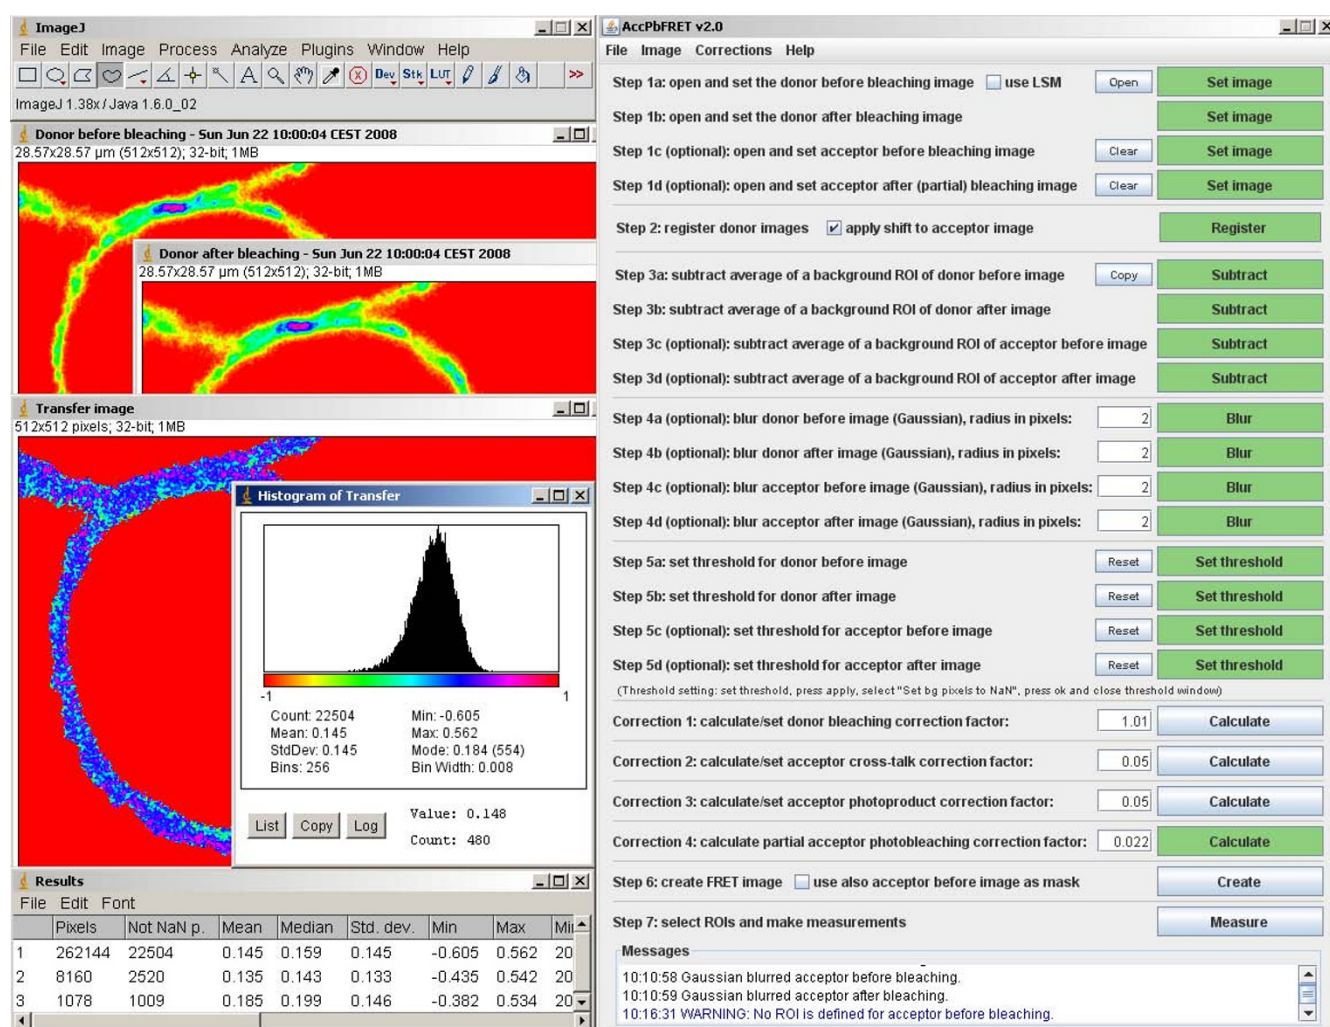 ImageJ
File Edit Image Process Analyze Plugins Window Help
Dev Stk LUT >>
ImageJ 1.38x / Java 1.6.0_02
Donor before bleaching - Sun Jun 22 10:00:04 CEST 2008
28.57x28.57 µm (512x512); 32-bit; 1MB
Donor after bleaching - Sun Jun 22 10:00:04 CEST 2008
28.57x28.57 µm (512x512); 32-bit; 1MB
Transfer image
512x512 pixels; 32-bit; 1MB
Histogram of Transfer
-1 1
Count: 22504 Min: -0.605
Mean: 0.145 Max: 0.562
StdDev: 0.145 Mode: 0.184 (554)
Bins: 256 Bin Width: 0.008
List Copy Log Value: 0.148
Count: 480
Results
File Edit Font
Pixels Not NaN p. Mean Median Std. dev. Min Max
1 262144 22504 0.145 0.159 0.145 -0.605 0.562 20
2 8160 2520 0.135 0.143 0.133 -0.435 0.542 20
3 1078 1009 0.185 0.199 0.146 -0.382 0.534 20
AccPbFRET v2.0
File Image Corrections Help
Step 1a: open and set the donor before bleaching image use LSM Open Set image
Step 1b: open and set the donor after bleaching image Set image
Step 1c (optional): open and set acceptor before bleaching image Clear Set image
Step 1d (optional): open and set acceptor after (partial) bleaching image Clear Set image
Step 2: register donor images apply shift to acceptor image Register
Step 3a: subtract average of a background ROI of donor before image Copy Subtract
Step 3b: subtract average of a background ROI of donor after image Subtract
Step 3c (optional): subtract average of a background ROI of acceptor before image Subtract
Step 3d (optional): subtract average of a background ROI of acceptor after image Subtract
Step 4a (optional): blur donor before image (Gaussian), radius in pixels: 2 Blur
Step 4b (optional): blur donor after image (Gaussian), radius in pixels: 2 Blur
Step 4c (optional): blur acceptor before image (Gaussian), radius in pixels: 2 Blur
Step 4d (optional): blur acceptor after image (Gaussian), radius in pixels: 2 Blur
Step 5a: set threshold for donor before image Reset Set threshold
Step 5b: set threshold for donor after image Reset Set threshold
Step 5c (optional): set threshold for acceptor before image Reset Set threshold
Step 5d (optional): set threshold for acceptor after image Reset Set threshold
(Threshold setting: set threshold, press apply, select "Set bg pixels to NaN", press ok and close threshold window)
Correction 1: calculate/set donor bleaching correction factor: 1.01 Calculate
Correction 2: calculate/set acceptor cross-talk correction factor: 0.05 Calculate
Correction 3: calculate/set acceptor photoproduct correction factor: 0.05 Calculate
Correction 4: calculate partial acceptor photobleaching correction factor: 0.022 Calculate
Step 6: create FRET image use also acceptor before image as mask Create
Step 7: select ROIs and make measurements Measure
Messages
10:10:58 Gaussian blurred acceptor before bleaching.
10:10:59 Gaussian blurred acceptor after bleaching.
10:16:31 WARNING: No ROI is defined for acceptor before bleaching.